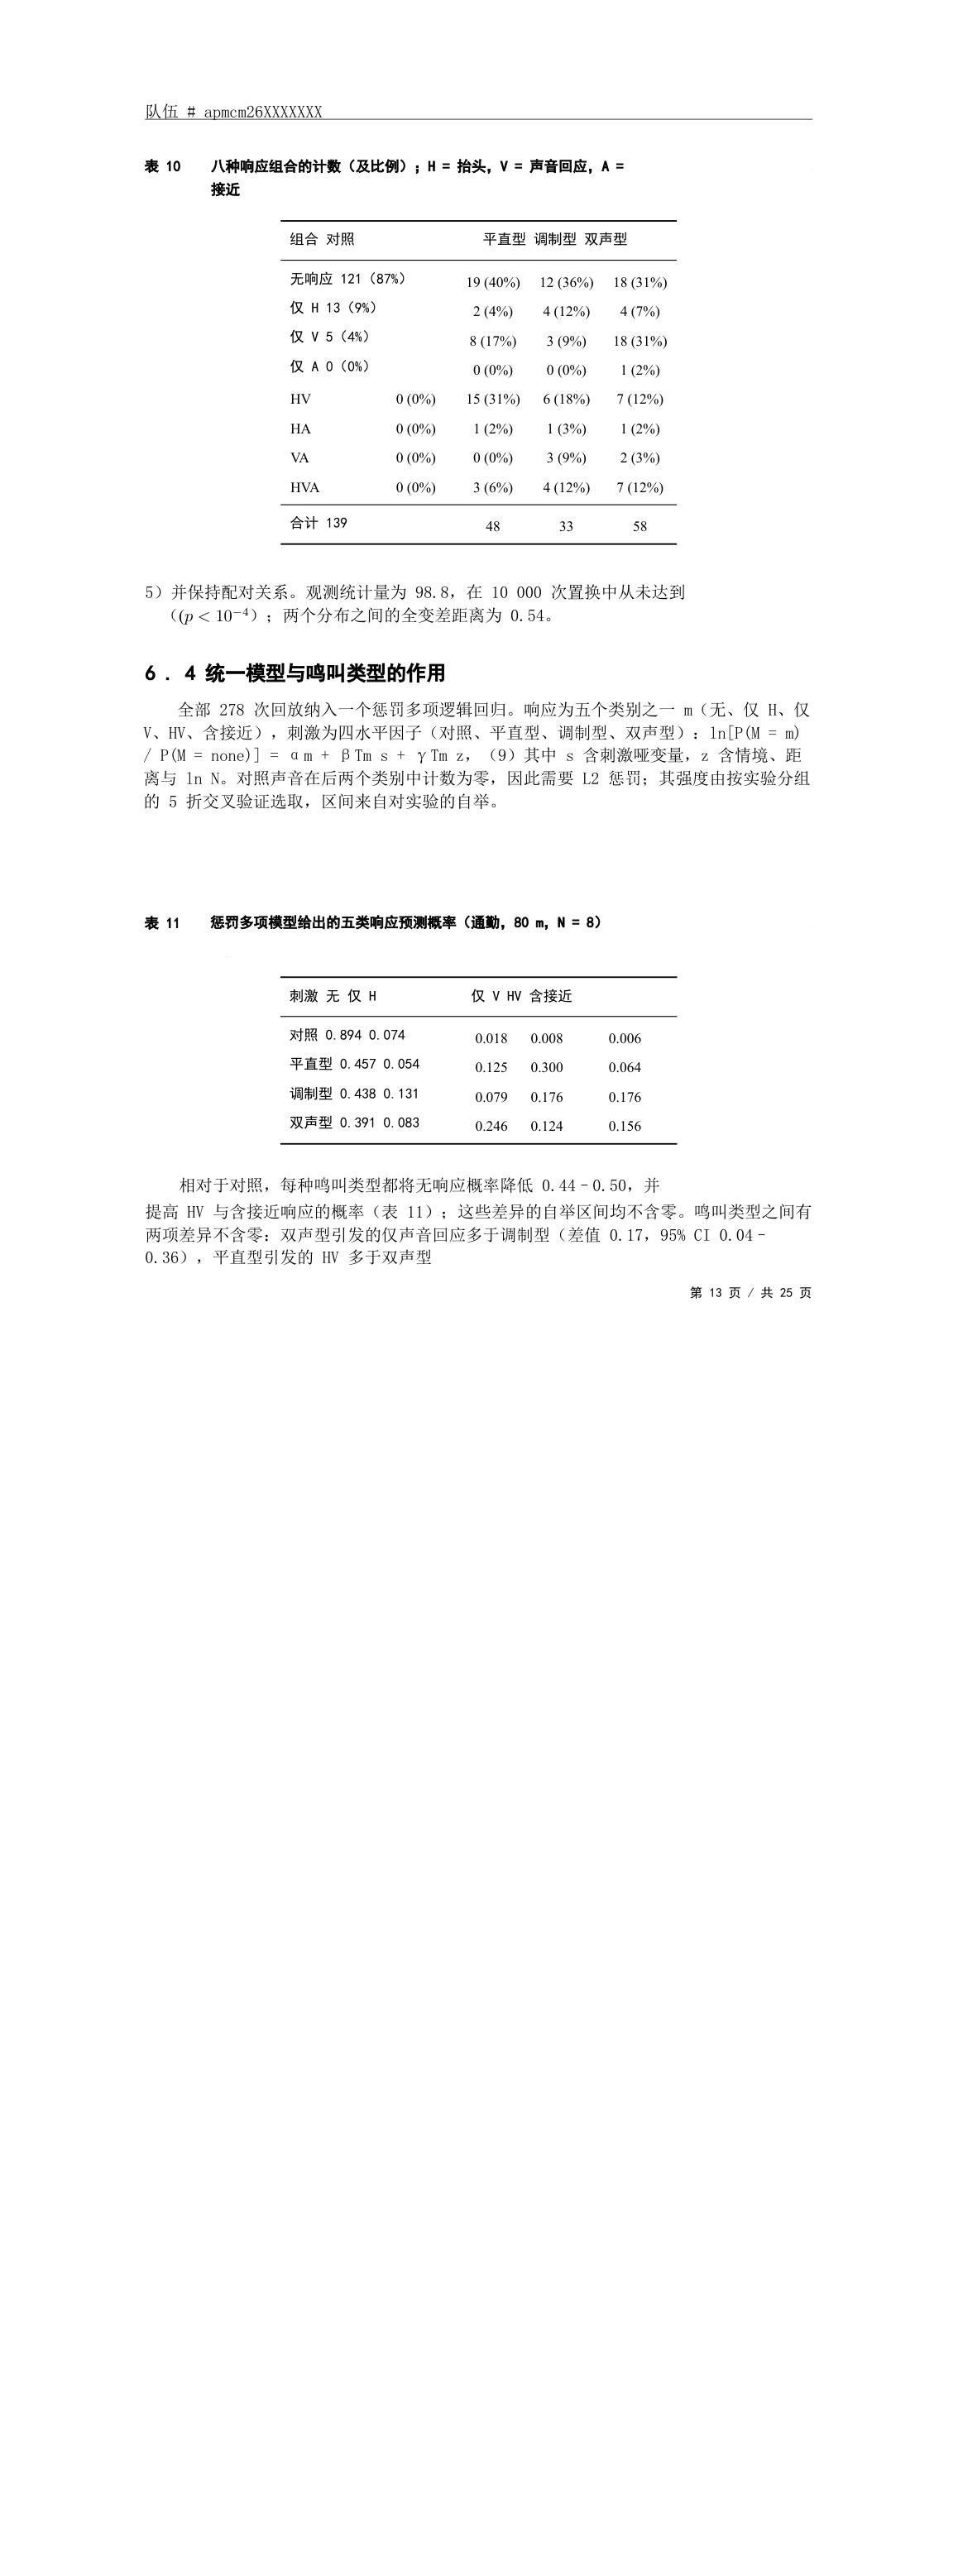 队伍 # apmcm26XXXXXXX
表 10 八种响应组合的计数（及比例）；H = 抬头，V = 声音回应，A =
接近
组合 对照 平直型 调制型 双声型
无响应 121（87%） 19 (40%) 12 (36%) 18 (31%)
仅 H 13（9%） 2 (4%) 4 (12%) 4 (7%)
仅 V 5（4%） 8 (17%) 3 (9%) 18 (31%)
仅 A 0（0%） 0 (0%) 0 (0%) 1 (2%)
HV 0 (0%) 15 (31%) 6 (18%) 7 (12%)
HA 0 (0%) 1 (2%) 1 (3%) 1 (2%)
VA 0 (0%) 0 (0%) 3 (9%) 2 (3%)
HVA 0 (0%) 3 (6%) 4 (12%) 7 (12%)
合计 139 48 33 58
5）并保持配对关系。观测统计量为 98.8，在 10 000 次置换中从未达到
（(p < 10⁻⁴）；两个分布之间的全变差距离为 0.54。
6 . 4 统一模型与鸣叫类型的作用
全部 278 次回放纳入一个惩罚多项逻辑回归。响应为五个类别之一 m（无、仅 H、仅
V、HV、含接近），刺激为四水平因子（对照、平直型、调制型、双声型）：ln[P(M = m)
/ P(M = none)] = αm + βTm s + γTm z，（9）其中 s 含刺激哑变量，z 含情境、距
离与 ln N。对照声音在后两个类别中计数为零，因此需要 L2 惩罚；其强度由按实验分组
的 5 折交叉验证选取，区间来自对实验的自举。
表 11 惩罚多项模型给出的五类响应预测概率（通勤，80 m，N = 8）
刺激 无 仅 H 仅 V HV 含接近
对照 0.894 0.074 0.018 0.008 0.006
平直型 0.457 0.054 0.125 0.300 0.064
调制型 0.438 0.131 0.079 0.176 0.176
双声型 0.391 0.083 0.246 0.124 0.156
相对于对照，每种鸣叫类型都将无响应概率降低 0.44–0.50，并
提高 HV 与含接近响应的概率（表 11）；这些差异的自举区间均不含零。鸣叫类型之间有
两项差异不含零：双声型引发的仅声音回应多于调制型（差值 0.17，95% CI 0.04–
0.36），平直型引发的 HV 多于双声型
第 13 页 / 共 25 页